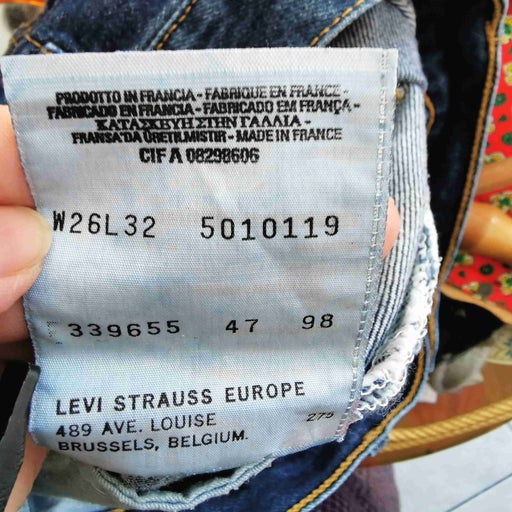 PRODOTTO IN FRANCIA - FABRIQUE EN FRANCE -
FABRICADO EN FRANCIA - FABRICADO EM FRANÇA -
ΚΑΤΑΣΚΕΥΗ ΣΤΗΝ ΓΑΛΛΙΑ -
FRANSA'DA ÜRETILMISTIR - MADE IN FRANCE
CIF A 08298606
W26L32 5010119
339655 47 98
LEVI STRAUSS EUROPE
489 AVE. LOUISE 275
BRUSSELS, BELGIUM.